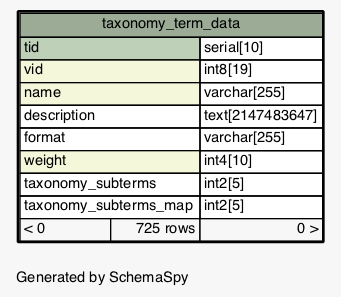 taxonomy_term_data
tid serial[10]
vid int8[19]
name varchar[255]
description text[2147483647]
format varchar[255]
weight int4[10]
taxonomy_subterms int2[5]
taxonomy_subterms_map int2[5]
< 0 725 rows 0 >
Generated by SchemaSpy